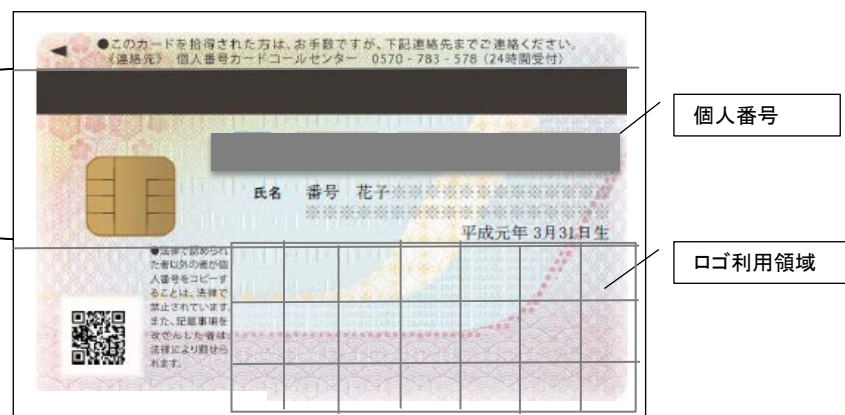 ●このカードを拾得された方は、お手数ですが、下記連絡先までご連絡ください。
《連絡先》 個人番号カードコールセンター 0570-783-578 (24時間受付)
個人番号
氏名 番号 花子※※※※※※※※※※※※※
※※※※※※※※※※※※※※※※※※
平成元年 3月31日生
ロゴ利用領域
●法律で認められ
た者以外の者が個
人番号をコピーす
ることは、法律で
禁止されています。
また、記載事項を
改ざんした者は、
法律により罰せら
れます。